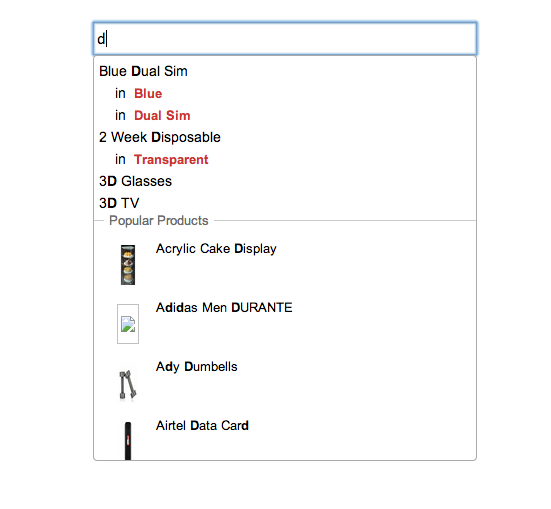 d
Blue Dual Sim
in Blue
in Dual Sim
2 Week Disposable
in Transparent
3D Glasses
3D TV
Popular Products
Acrylic Cake Display
Adidas Men DURANTE
Ady Dumbells
Airtel Data Card